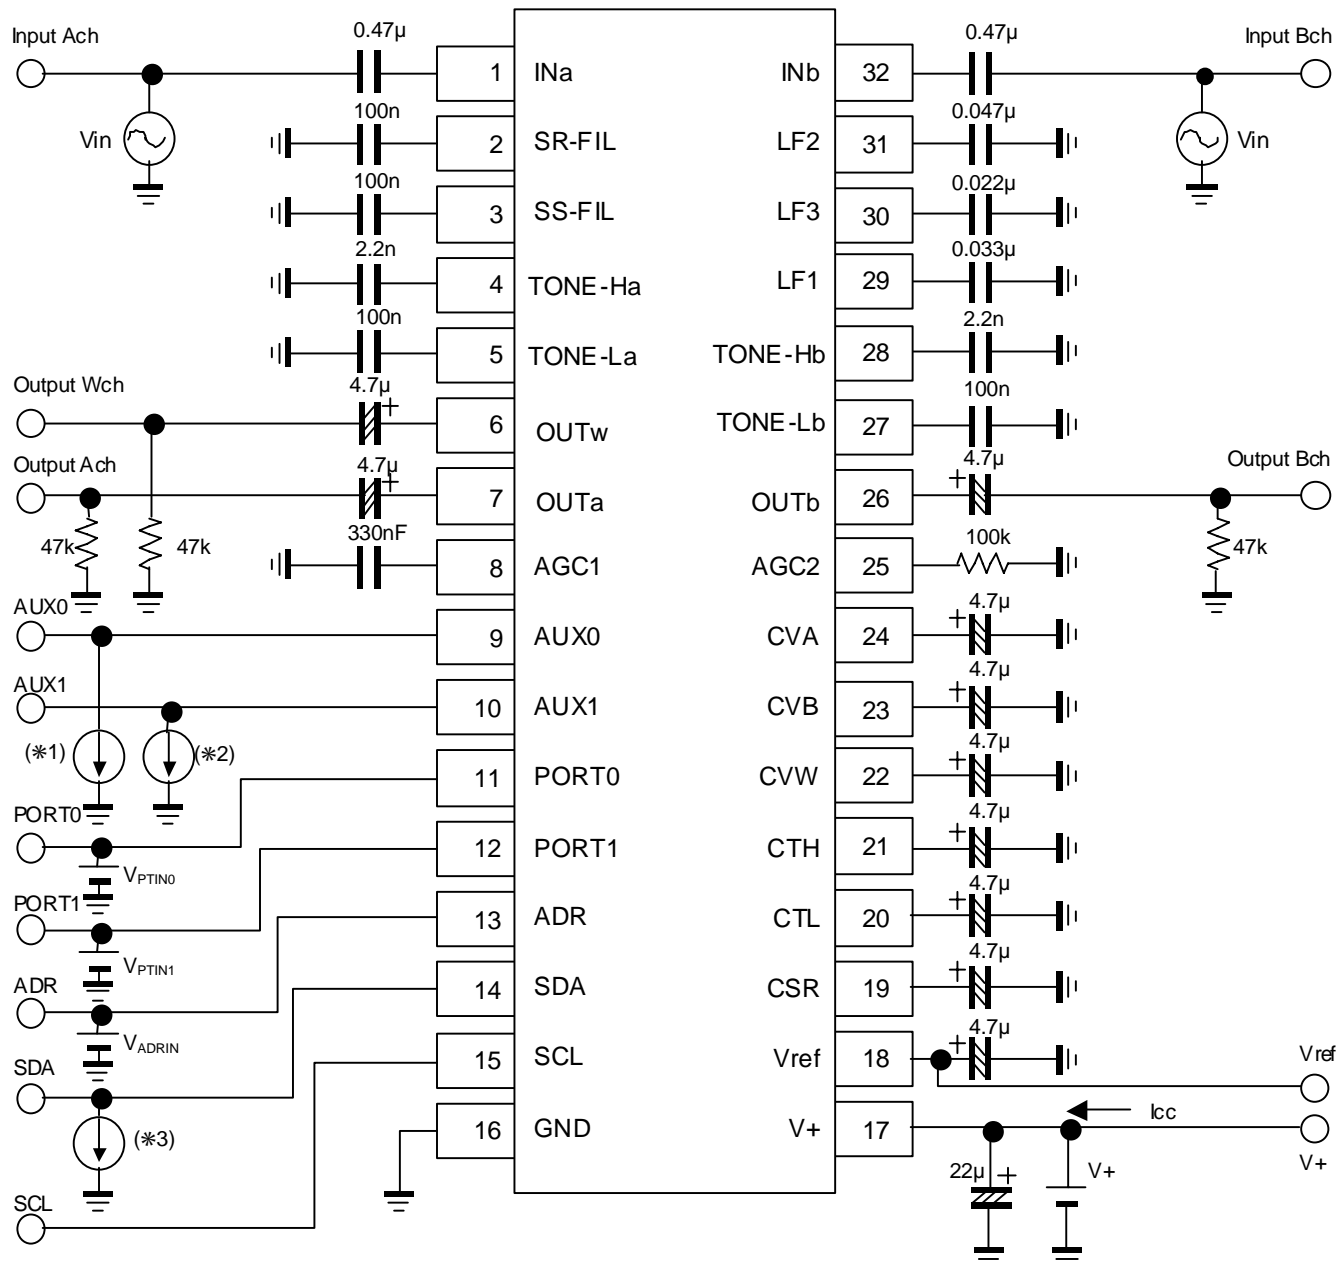 Input Ach
0.47µ
1
INa
INb
32
0.47µ
Input Bch
Vin
100n
2
SR-FIL
LF2
31
0.047µ
Vin
100n
3
SS-FIL
LF3
30
0.022µ
2.2n
4
TONE-Ha
LF1
29
0.033µ
100n
5
TONE-La
TONE-Hb
28
2.2n
Output Wch
4.7µ
+
6
OUTw
TONE-Lb
27
100n
Output Ach
4.7µ
+
7
OUTa
OUTb
26
4.7µ
+
Output Bch
47k
47k
330nF
8
AGC1
AGC2
25
100k
47k
AUX0
9
AUX0
CVA
24
4.7µ
+
AUX1
10
AUX1
CVB
23
4.7µ
+
(※1)
(※2)
11
PORT0
CVW
22
4.7µ
+
PORT0
VPTIN0
12
PORT1
CTH
21
4.7µ
+
PORT1
VPTIN1
13
ADR
CTL
20
4.7µ
+
ADR
VADRIN
14
SDA
CSR
19
4.7µ
+
SDA
(※3)
15
SCL
Vref
18
4.7µ
+
Vref
16
GND
V+
17
Icc
V+
22µ
+
V+
SCL